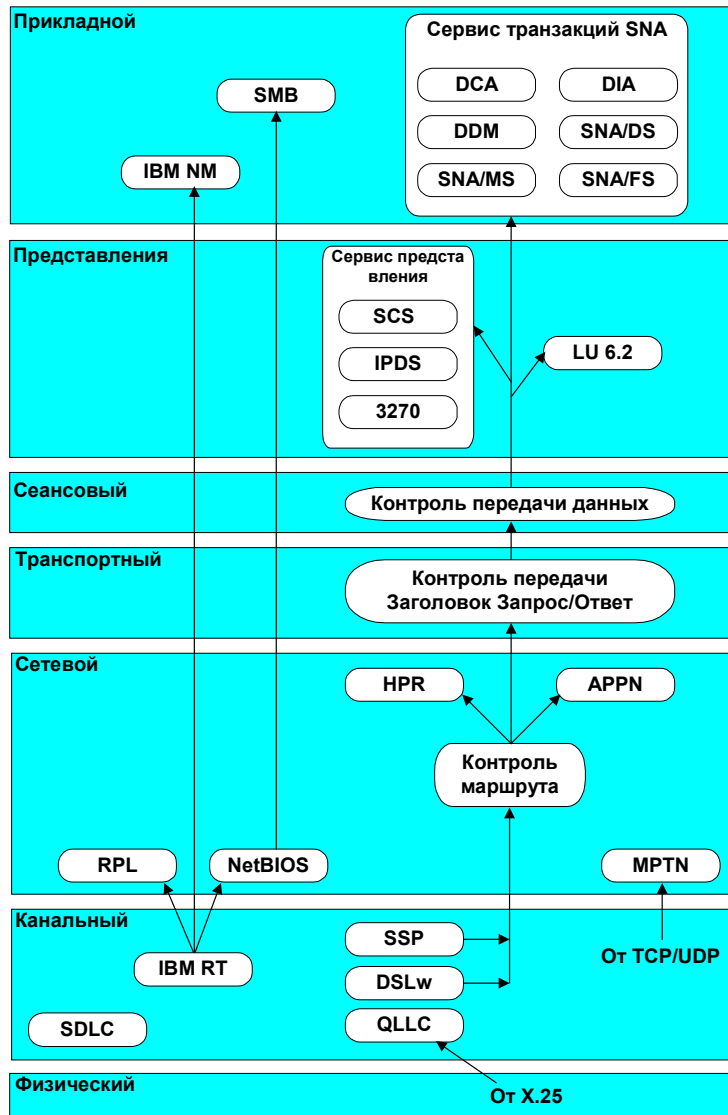 Прикладной
Сервис транзакций SNA
DCA
DIA
SMB
DDM
SNA/DS
IBM NM
SNA/MS
SNA/FS
Представления
Сервис предста
вления
SCS
LU 6.2
IPDS
3270
Сеансовый
Контроль передачи данных
Транспортный
Контроль передачи
Заголовок Запрос/Ответ
Сетевой
HPR
APPN
Контроль
маршрута
RPL
NetBIOS
MPTN
Канальный
SSP
От TCP/UDP
IBM RT
DSLw
SDLC
QLLC
Физический
От X.25